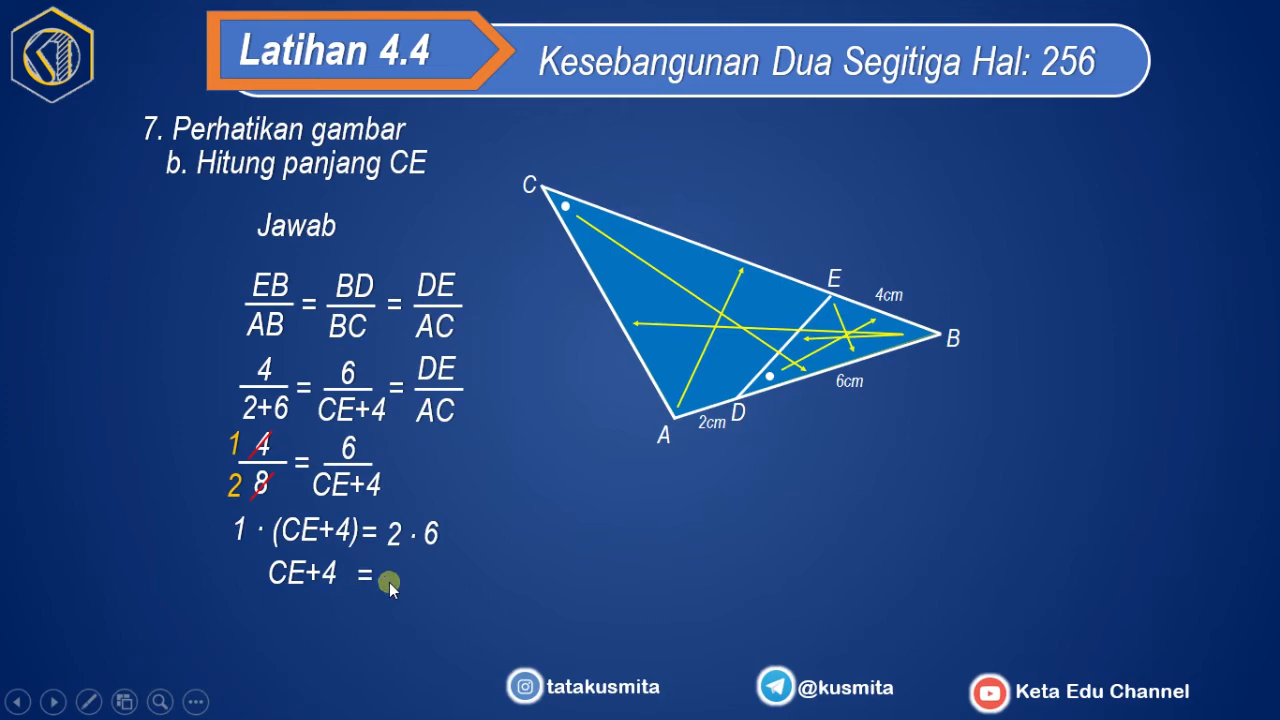 Latihan 4.4
Kesebangunan Dua Segitiga Hal: 256
7. Perhatikan gambar
b. Hitung panjang CE
Jawab
EB/AB = BD/BC = DE/AC
4/2+6 = 6/CE+4 = DE/AC
1 4/2 8 = 6/CE+4
1 · (CE+4) = 2 · 6
CE+4 =
C
E
4cm
B
6cm
D
2cm
A
tatakusmita
@kusmita
Keta Edu Channel